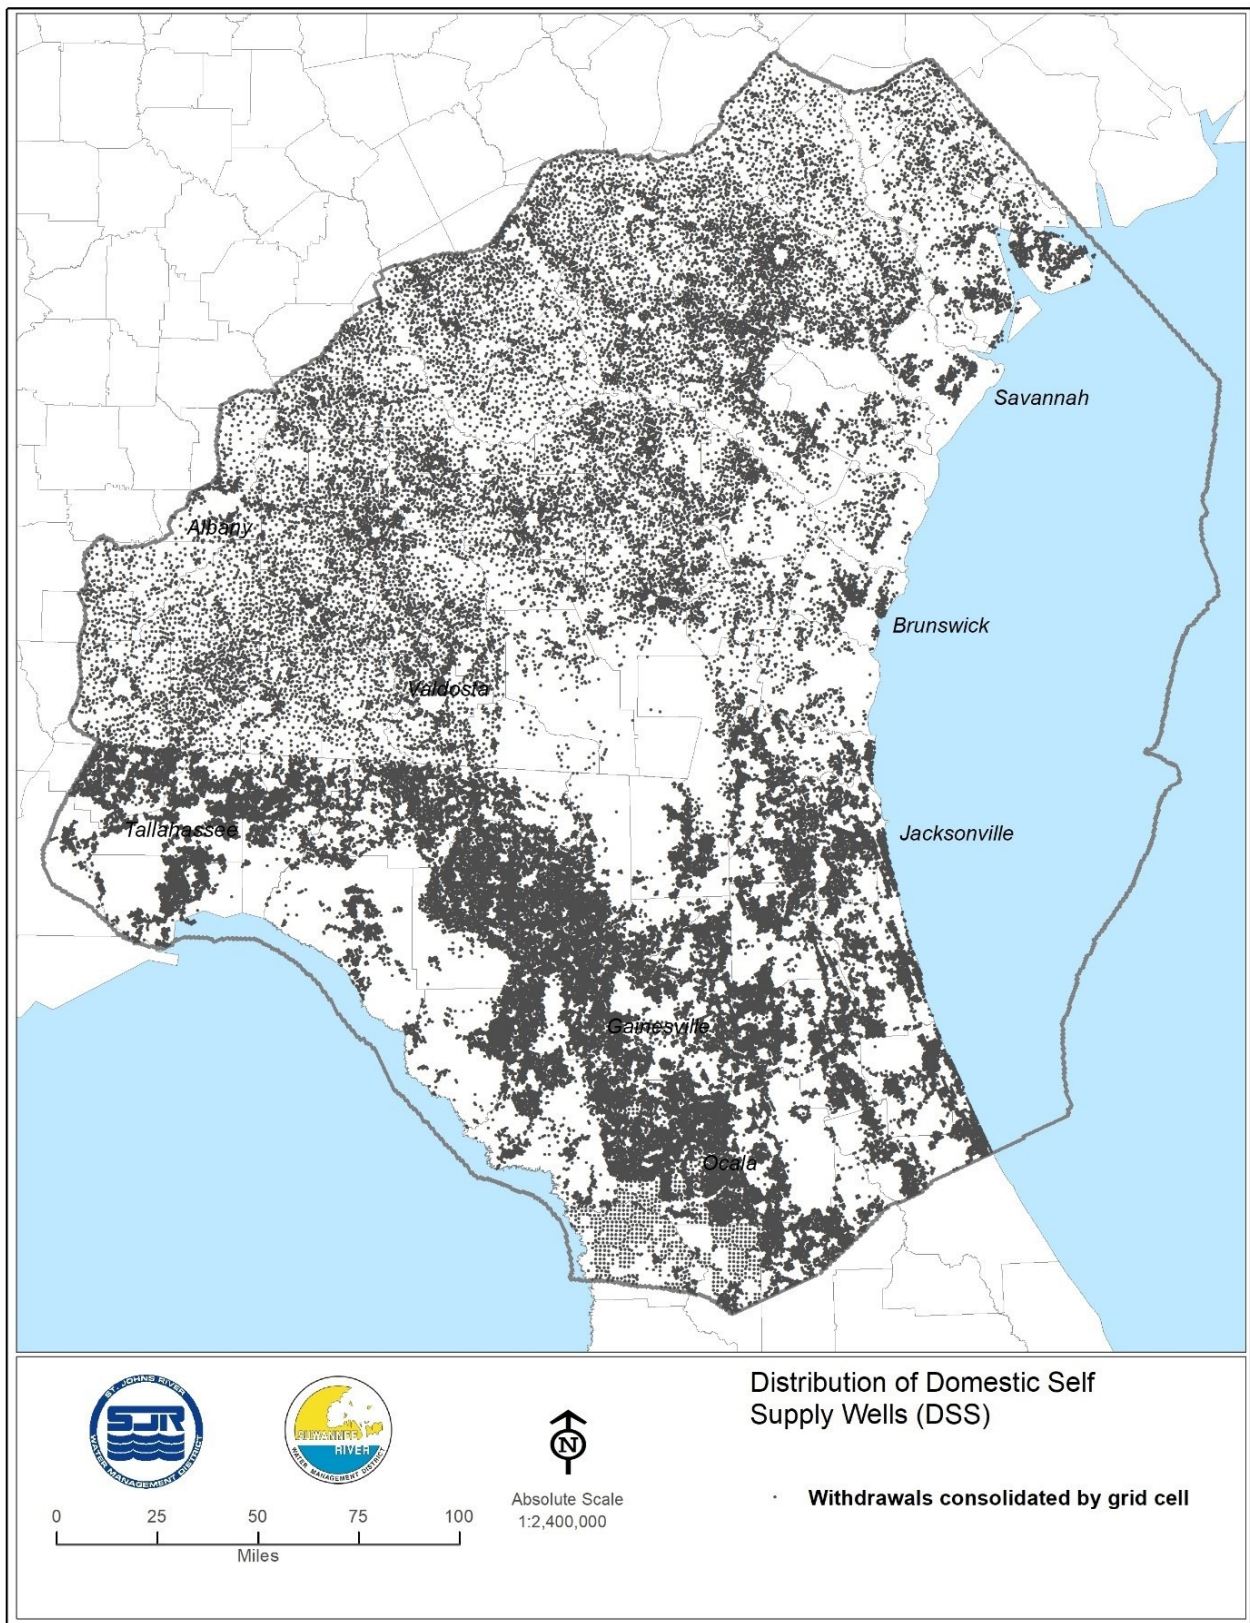 Savannah
Albany
Brunswick
Valdosta
Tallahassee
Jacksonville
Gainesville
Ocala
ST. JOHNS RIVER
SJR
WATER MANAGEMENT DISTRICT
SUWANNEE
RIVER
WATER MANAGEMENT DISTRICT
N
Absolute Scale
1:2,400,000
0 25 50 75 100
Miles
Distribution of Domestic Self
Supply Wells (DSS)
Withdrawals consolidated by grid cell